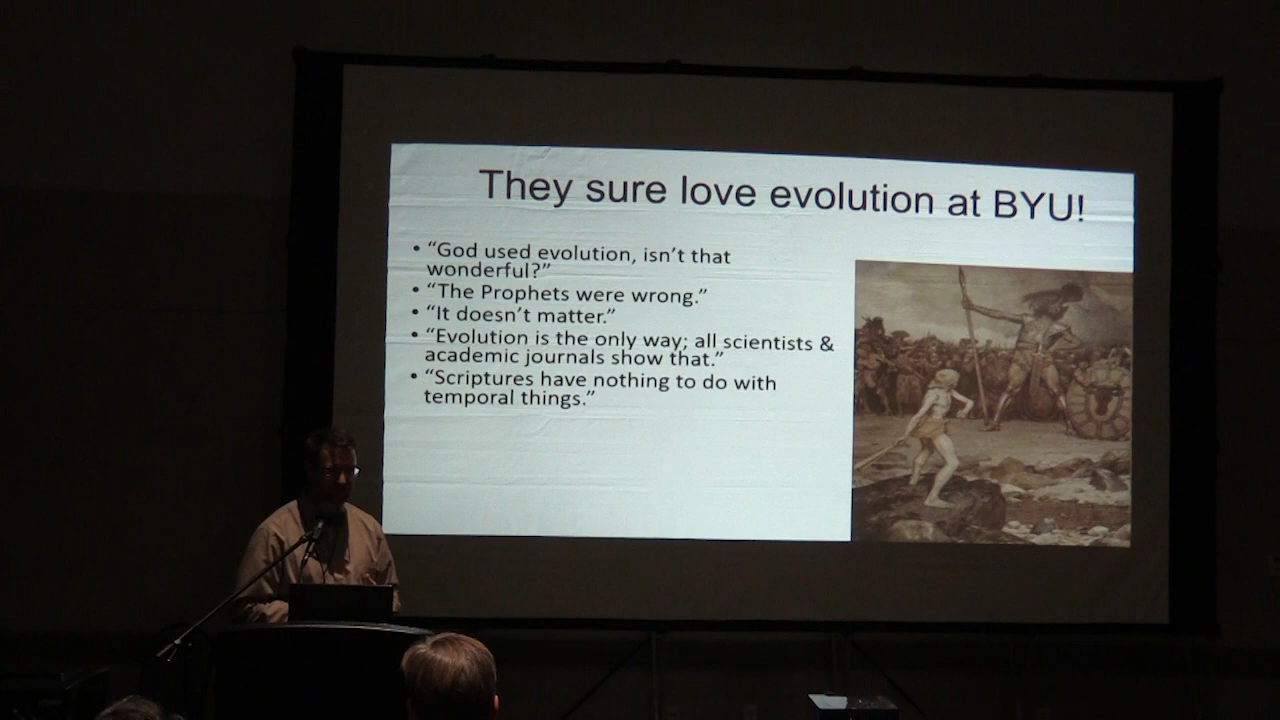 They sure love evolution at BYU!
• “God used evolution, isn’t that
wonderful?”
• “The Prophets were wrong.”
• “It doesn’t matter.”
• “Evolution is the only way; all scientists &
academic journals show that.”
• “Scriptures have nothing to do with
temporal things.”